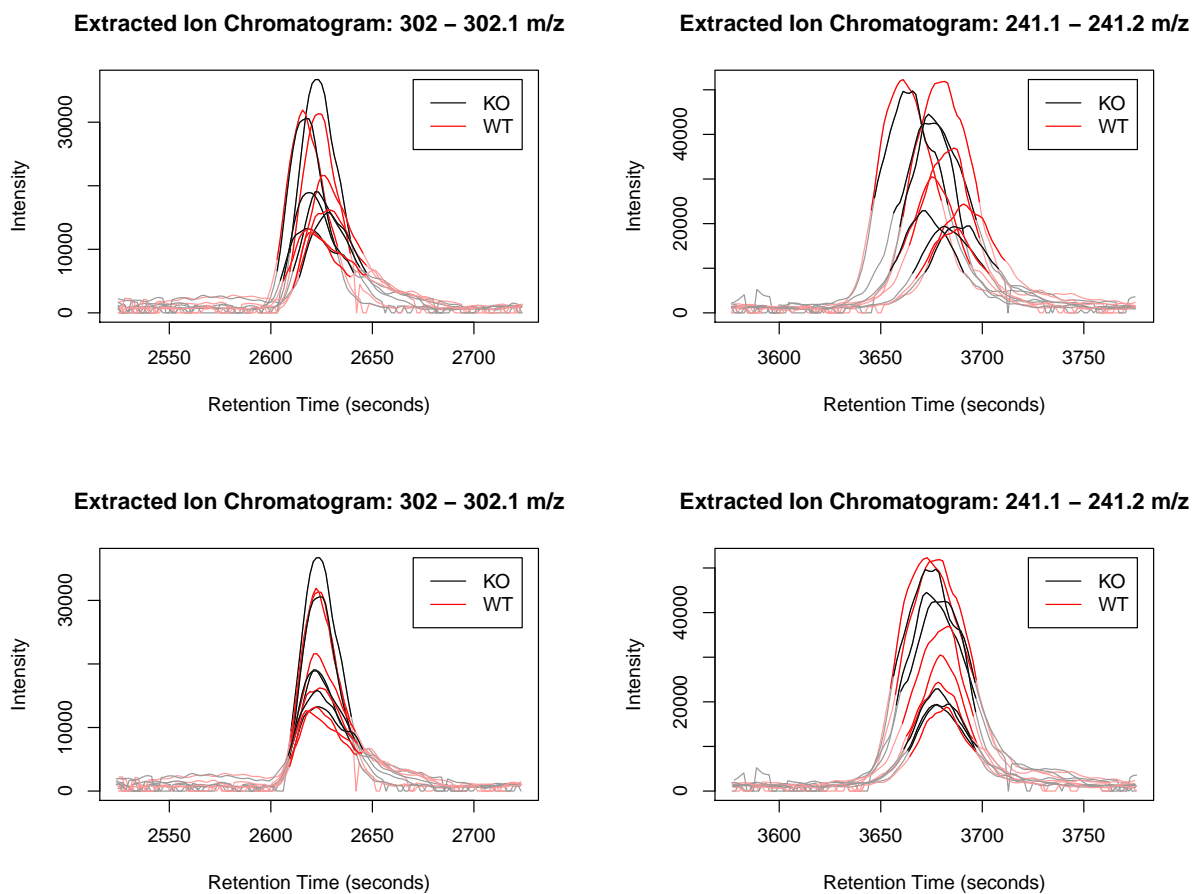 Extracted Ion Chromatogram: 302 – 302.1 m/z
Intensity
0 10000 30000
KO
WT
2550 2600 2650 2700
Retention Time (seconds)
Extracted Ion Chromatogram: 241.1 – 241.2 m/z
Intensity
0 20000 40000
KO
WT
3600 3650 3700 3750
Retention Time (seconds)
Extracted Ion Chromatogram: 302 – 302.1 m/z
Intensity
0 10000 30000
KO
WT
2550 2600 2650 2700
Retention Time (seconds)
Extracted Ion Chromatogram: 241.1 – 241.2 m/z
Intensity
0 20000 40000
KO
WT
3600 3650 3700 3750
Retention Time (seconds)